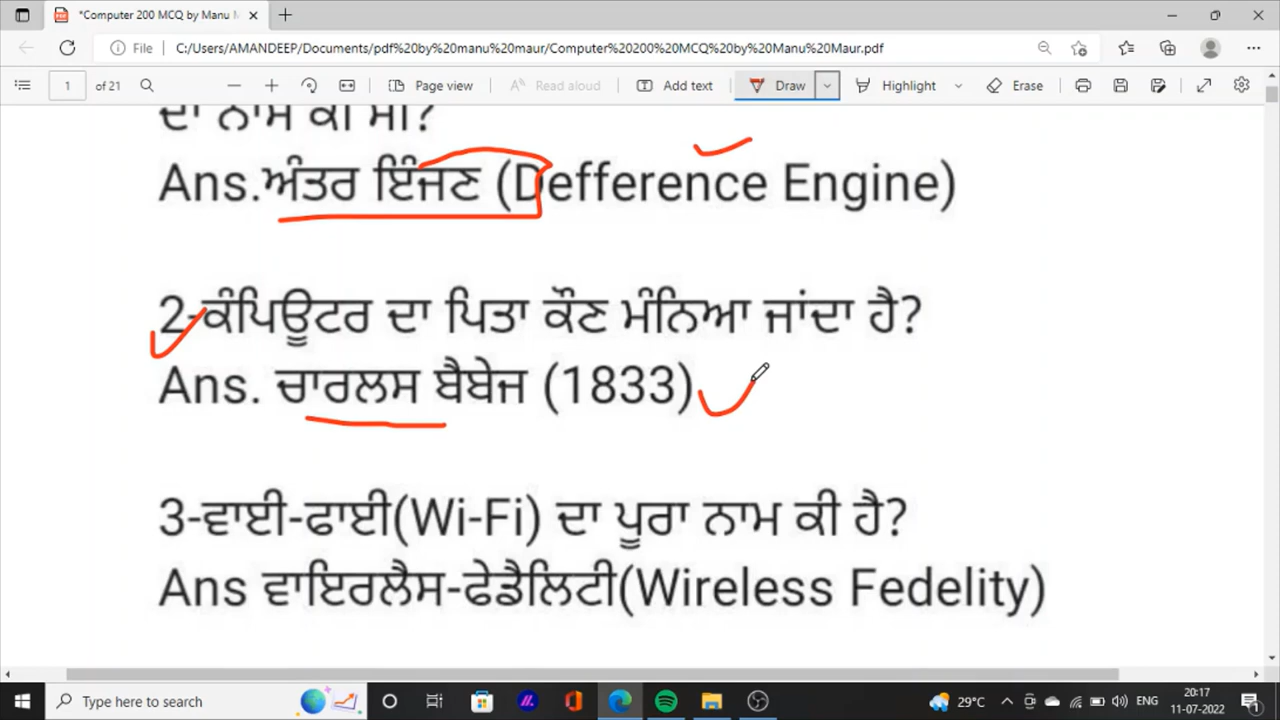 *Computer 200 MCQ by Manu M
File
C:/Users/AMANDEEP/Documents/pdf%20by%20manu%20maur/Computer%20200%20MCQ%20by%20Manu%20Maur.pdf
1 of 21
Page view
Read aloud
Add text
Draw
Highlight
Erase
ਦਾ ਨਾਮ ਕੀ ਸੀ?
Ans.ਅੰਤਰ ਇੰਜਣ (Defference Engine)
2-ਕੰਪਿਊਟਰ ਦਾ ਪਿਤਾ ਕੌਣ ਮੰਨਿਆ ਜਾਂਦਾ ਹੈ?
Ans. ਚਾਰਲਸ ਬੈਬੇਜ (1833)
3-ਵਾਈ-ਫਾਈ(Wi-Fi) ਦਾ ਪੂਰਾ ਨਾਮ ਕੀ ਹੈ?
Ans ਵਾਇਰਲੈਸ-ਫੇਡੈਲਿਟੀ(Wireless Fedelity)
Type here to search
29°C
ENG
20:17
11-07-2022
1